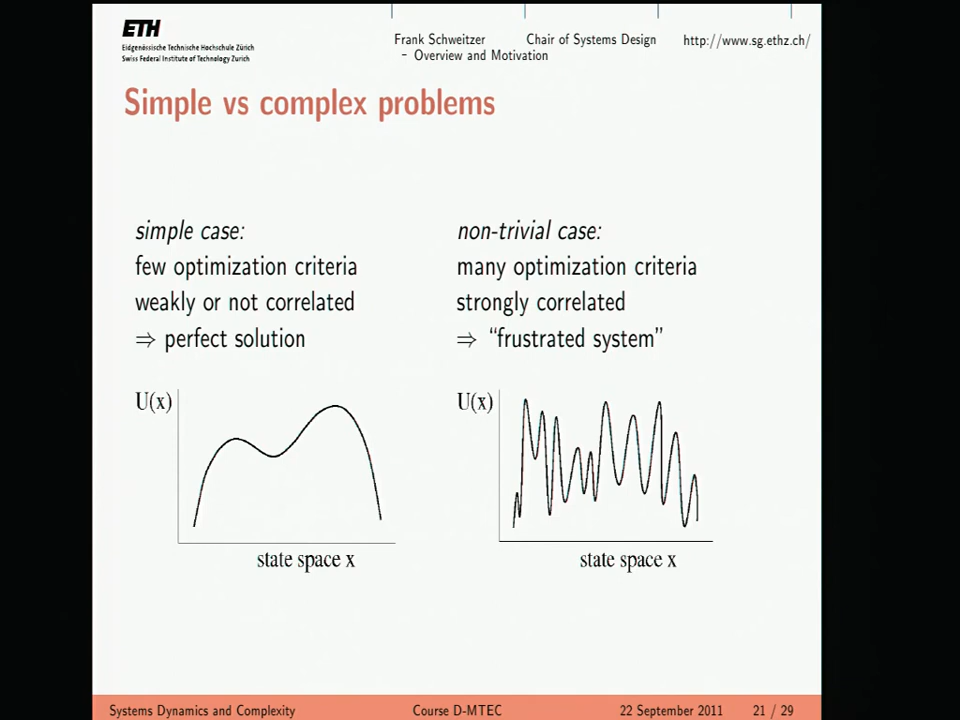 ETH
Eidgenössische Technische Hochschule Zürich
Swiss Federal Institute of Technology Zurich
Frank Schweitzer Chair of Systems Design http://www.sg.ethz.ch/
– Overview and Motivation
Simple vs complex problems
simple case:
few optimization criteria
weakly or not correlated
⇒ perfect solution
U(x)
state space x
non-trivial case:
many optimization criteria
strongly correlated
⇒ “frustrated system”
U(x)
state space x
Systems Dynamics and Complexity Course D-MTEC 22 September 2011 21 / 29